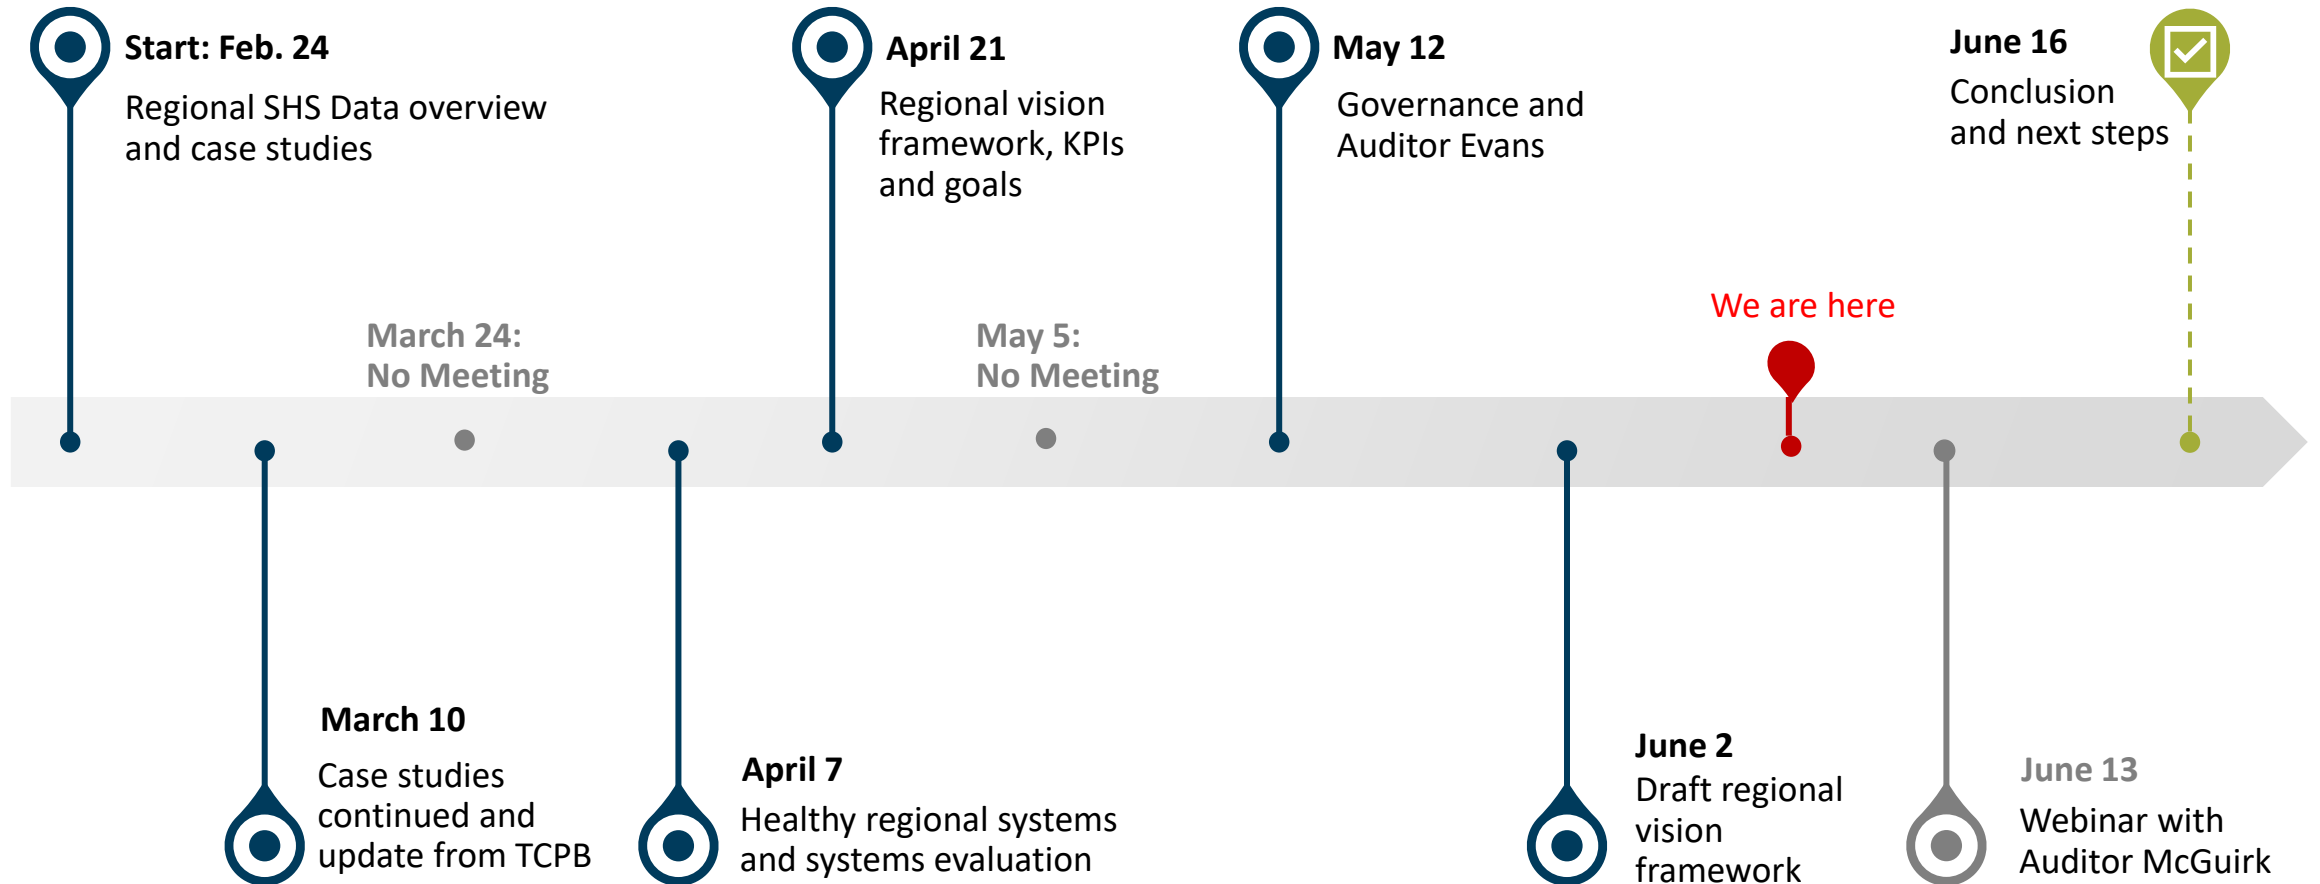 Start: Feb. 24
Regional SHS Data overview
and case studies
April 21
Regional vision
framework, KPIs
and goals
May 12
Governance and
Auditor Evans
June 16
Conclusion
and next steps
March 24:
No Meeting
May 5:
No Meeting
We are here
March 10
Case studies
continued and
update from TCPB
April 7
Healthy regional systems
and systems evaluation
June 2
Draft regional
vision
framework
June 13
Webinar with
Auditor McGuirk